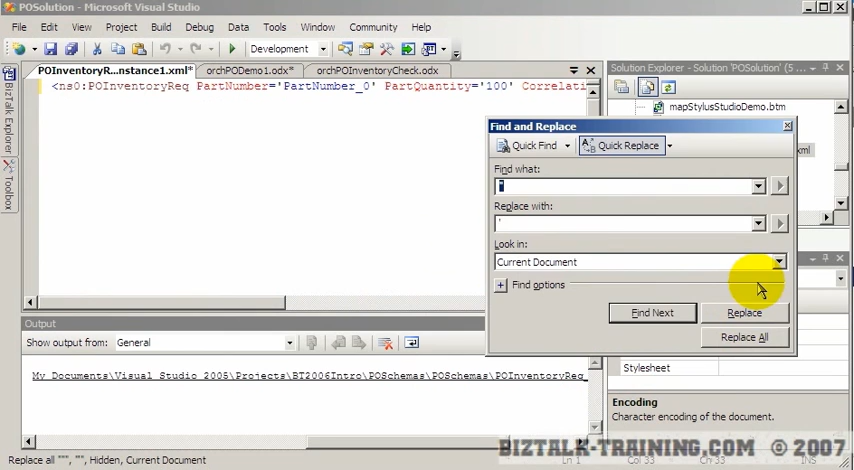 POSolution - Microsoft Visual Studio
File Edit View Project Build Debug Data Tools Window Community Help
Development
POInventoryR...nstance1.xml* orchPODemo1.odx* orchPOInventoryCheck.odx
<ns0:POInventoryReq PartNumber='PartNumber_0' PartQuantity='100' Correlati
BizTalk Explorer
Toolbox
Solution Explorer - Solution 'POSolution'...
mapStylusStudioDemo.btm
xml
Find and Replace
Quick Find Quick Replace
Find what:
"
Replace with:
'
Look in:
Current Document
Find options
Find Next Replace
Replace All
Output
Show output from: General
My Documents\Visual Studio 2005\Projects\BT2006Intro\POSchemas\POSchemas\POInventoryReq_
Stylesheet
Encoding
Character encoding of the document.
BIZTALK-TRAINING.COM © 2007
Replace all """, "'", Hidden, Current Document Ln 1 Col 33 Ch 33 INS